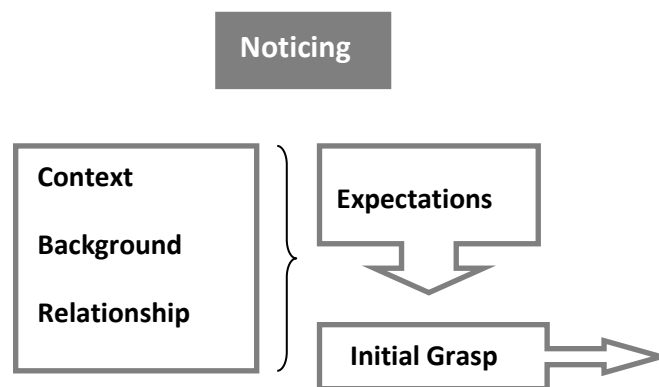 Noticing
Context
Background
Relationship
Expectations
Initial Grasp